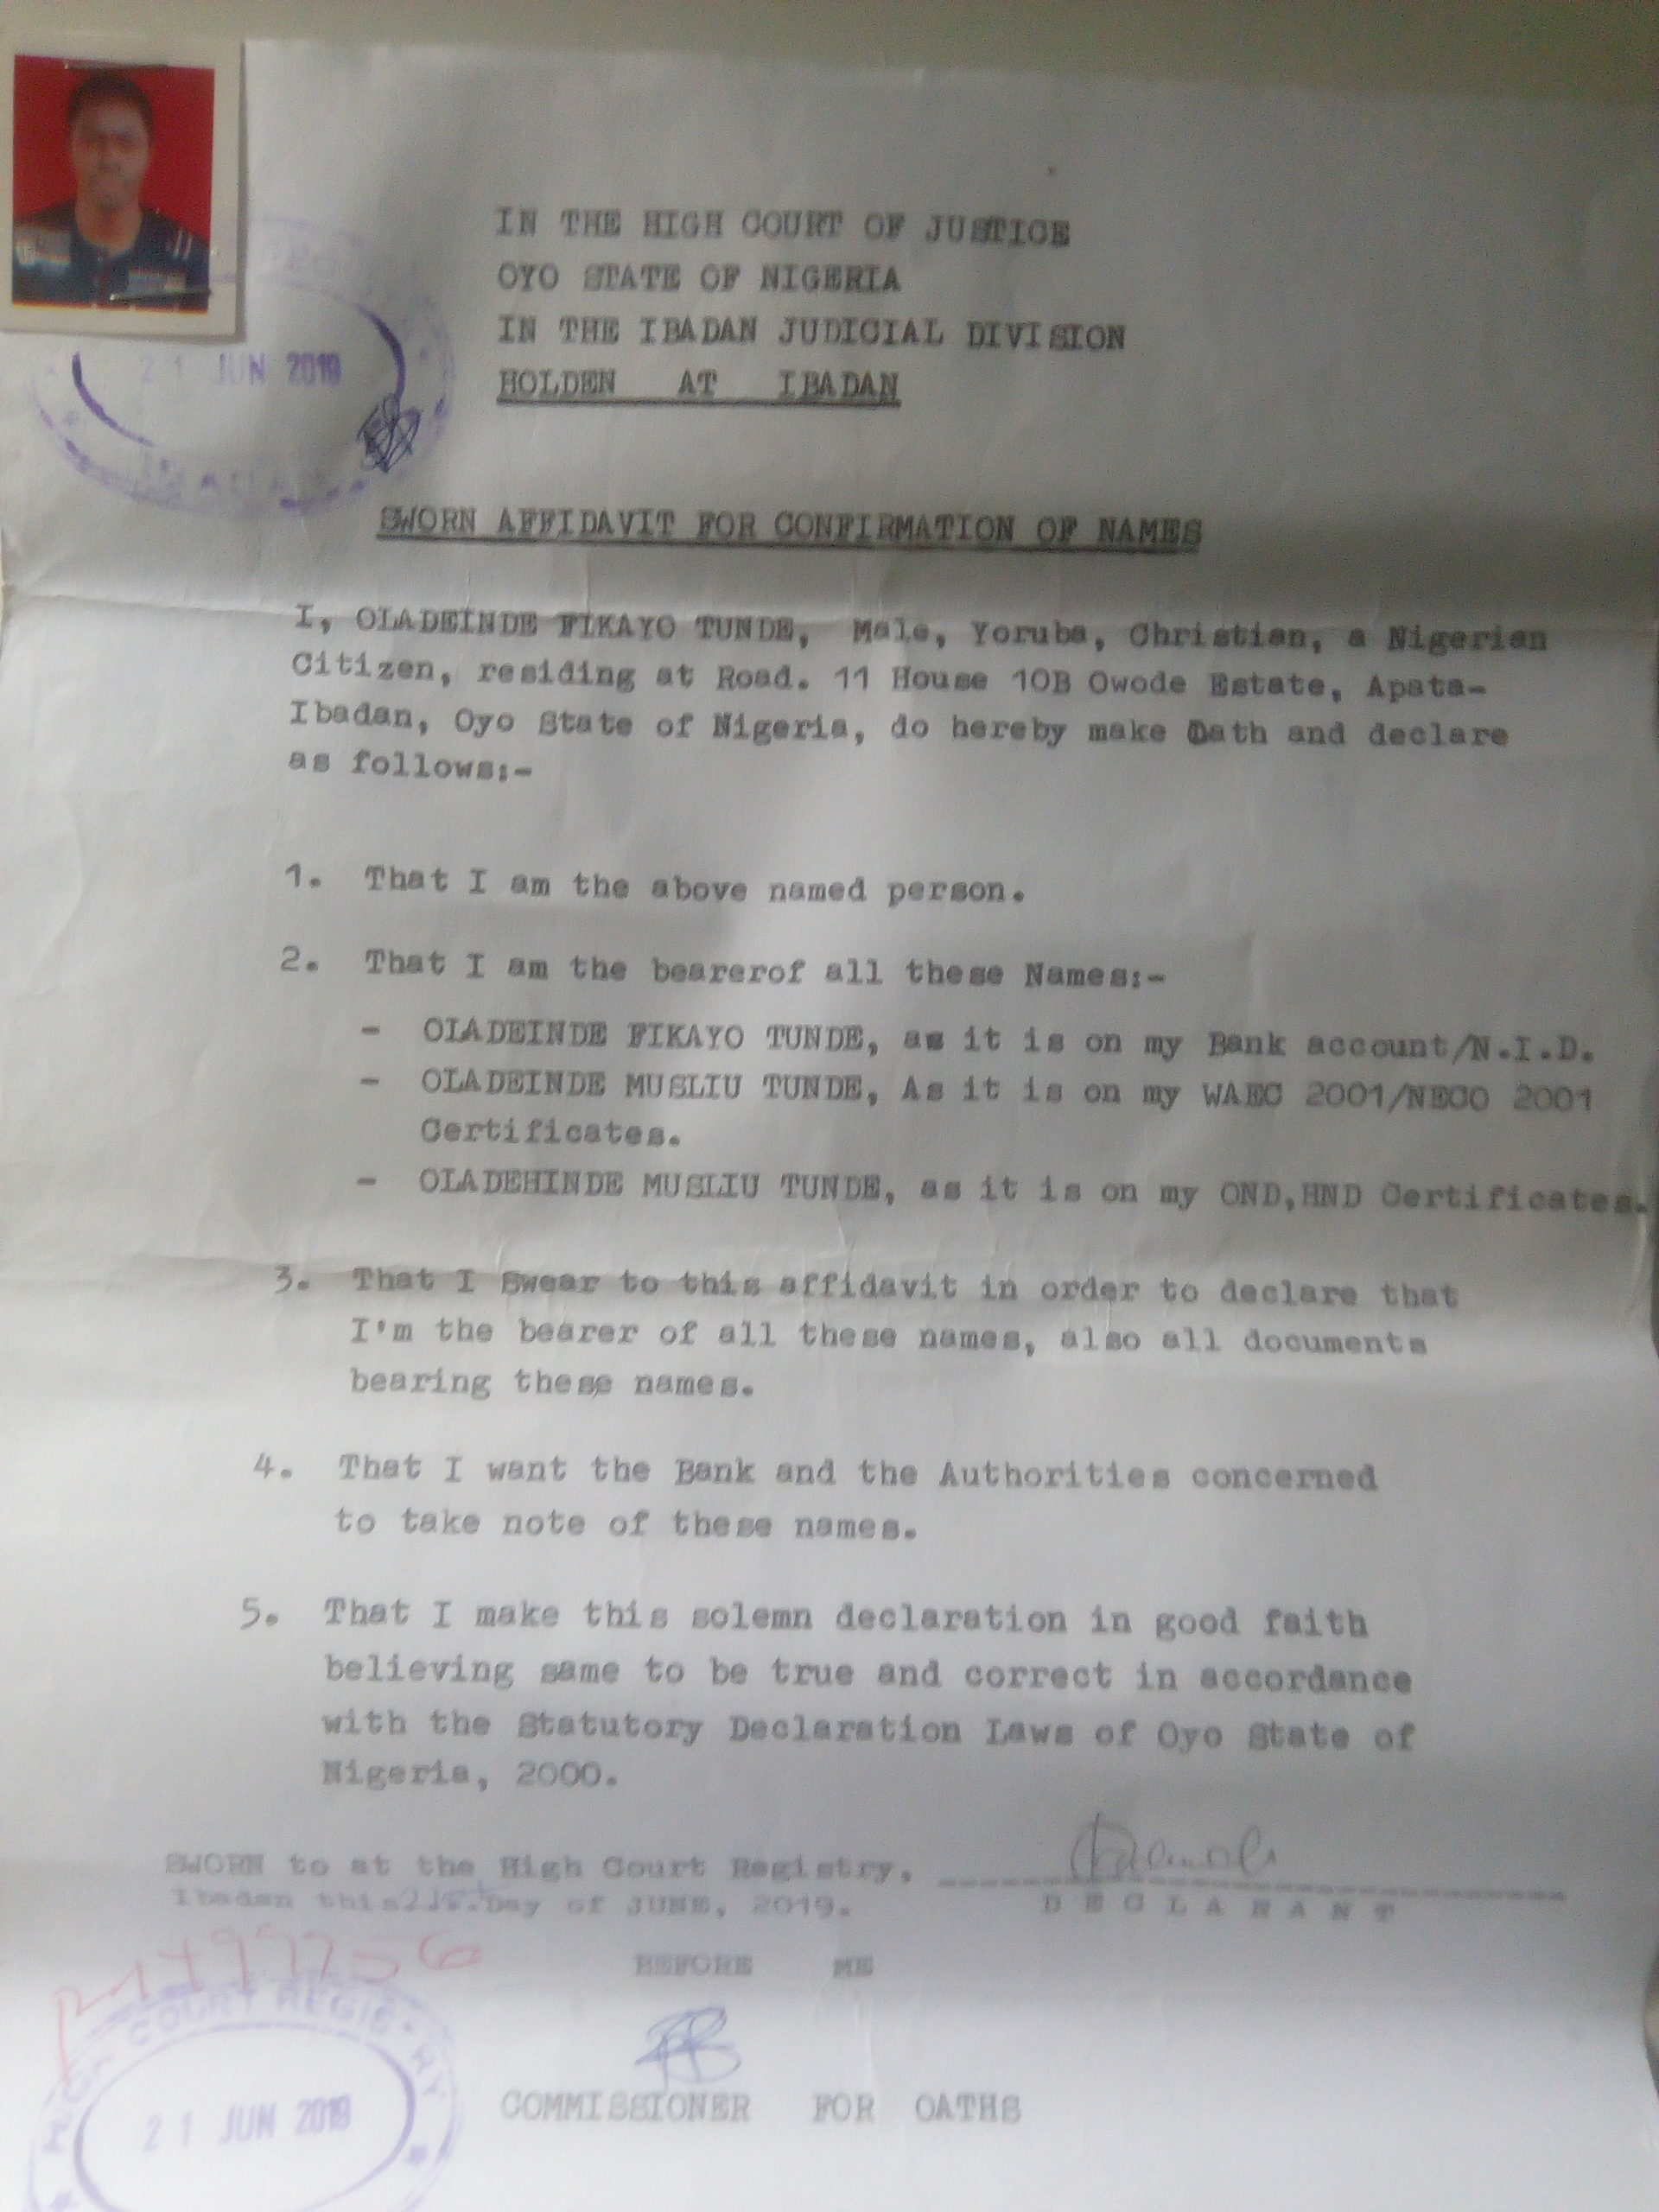 21 JUN 2019
IN THE HIGH COURT OF JUSTICE
OYO STATE OF NIGERIA
IN THE IBADAN JUDICIAL DIVISION
HOLDEN AT IBADAN
SWORN AFFIDAVIT FOR CONFIRMATION OF NAMES
I, OLADEINDE FIKAYO TUNDE, Male, Yoruba, Christian, a Nigerian
Citizen, residing at Road. 11 House 10B Owode Estate, Apata-
Ibadan, Oyo State of Nigeria, do hereby make Oath and declare
as follows:-
1. That I am the above named person.
2. That I am the bearerof all these Names:-
- OLADEINDE FIKAYO TUNDE, as it is on my Bank account/N.I.D.
- OLADEINDE MUSLIU TUNDE, As it is on my WAEC 2001/NECO 2001
Certificates.
- OLADEHINDE MUSLIU TUNDE, as it is on my OND,HND Certificates.
3. That I Swear to this affidavit in order to declare that
I'm the bearer of all these names, also all documents
bearing these names.
4. That I want the Bank and the Authorities concerned
to take note of these names.
5. That I make this solemn declaration in good faith
believing same to be true and correct in accordance
with the Statutory Declaration Laws of Oyo State of
Nigeria, 2000.
SWORN to at the High Court Registry,
Ibadan this 21st Day of JUNE, 2019.
DECLARANT
BEFORE ME
HIGH COURT REGISTRY
21 JUN 2019
COMMISSIONER FOR OATHS